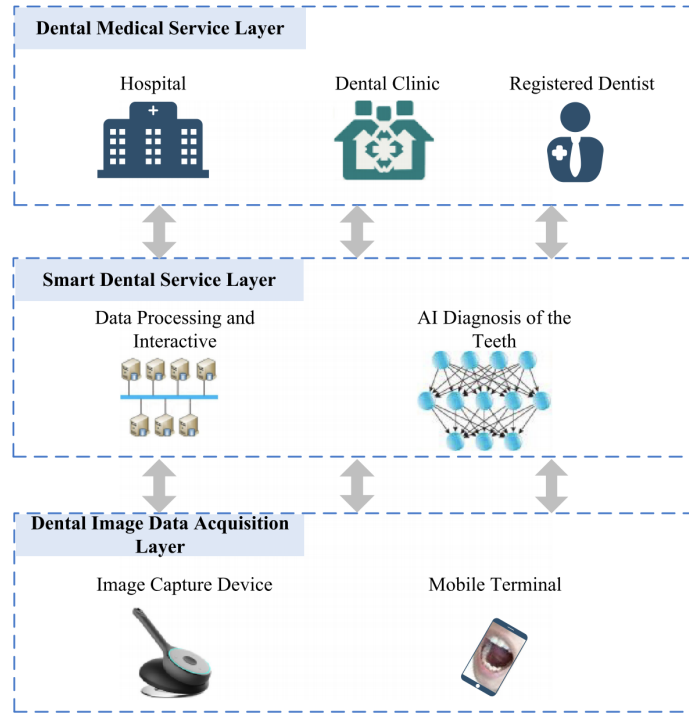 Dental Medical Service Layer
Hospital
Dental Clinic
Registered Dentist
Smart Dental Service Layer
Data Processing and
Interactive
AI Diagnosis of the
Teeth
Dental Image Data Acquisition
Layer
Image Capture Device
Mobile Terminal